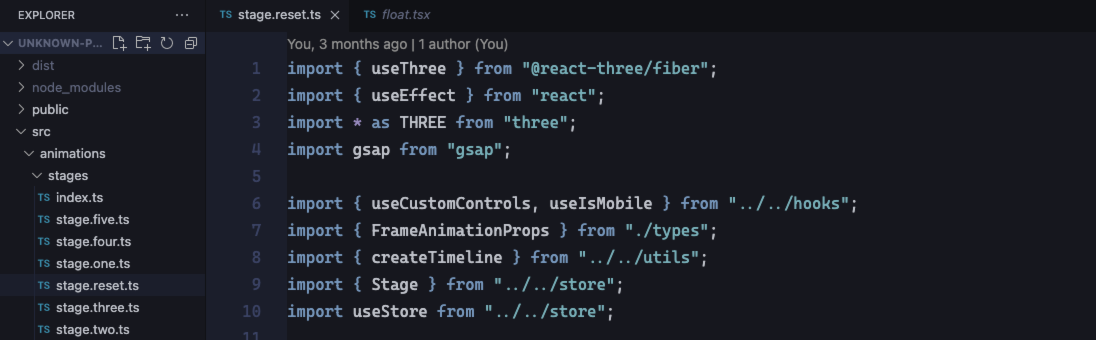 EXPLORER
UNKNOWN-P...
dist
node_modules
public
src
animations
stages
TS index.ts
TS stage.five.ts
TS stage.four.ts
TS stage.one.ts
TS stage.reset.ts
TS stage.three.ts
TS stage.two.ts
TS stage.reset.ts
TS float.tsx
You, 3 months ago | 1 author (You)
1 import { useThree } from "@react-three/fiber";
2 import { useEffect } from "react";
3 import * as THREE from "three";
4 import gsap from "gsap";
5
6 import { useCustomControls, useIsMobile } from "../../hooks";
7 import { FrameAnimationProps } from "./types";
8 import { createTimeline } from "../../utils";
9 import { Stage } from "../../store";
10 import useStore from "../../store";
11